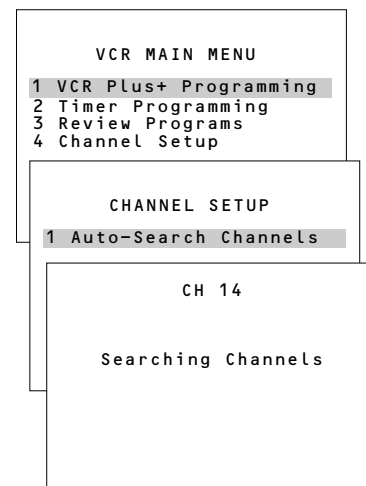 VCR MAIN MENU
1 VCR Plus+ Programming
2 Timer Programming
3 Review Programs
4 Channel Setup
CHANNEL SETUP
1 Auto-Search Channels
CH 14
Searching Channels